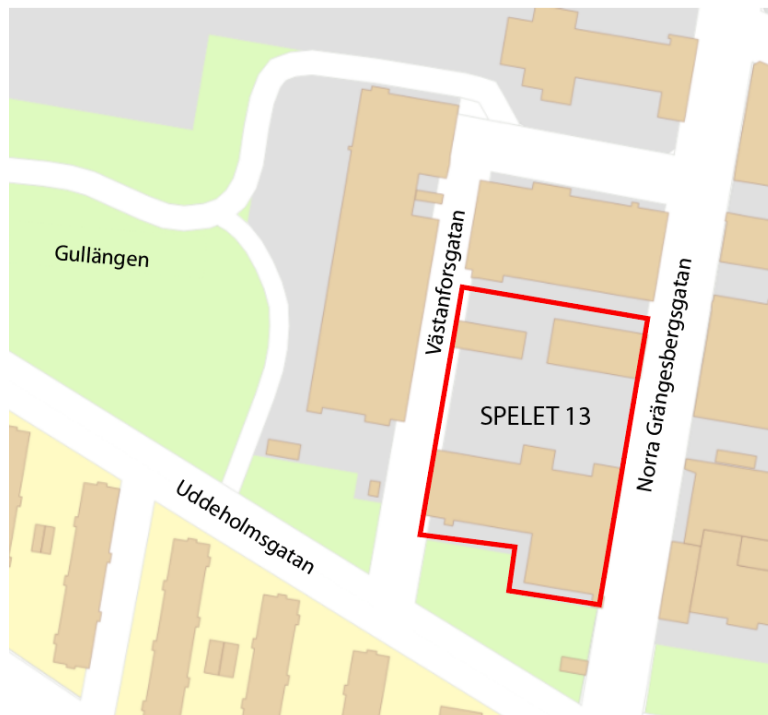 Gullängen
Västanforsgatan
Norra Grängesbergsgatan
SPELET 13
Uddeholmsgatan